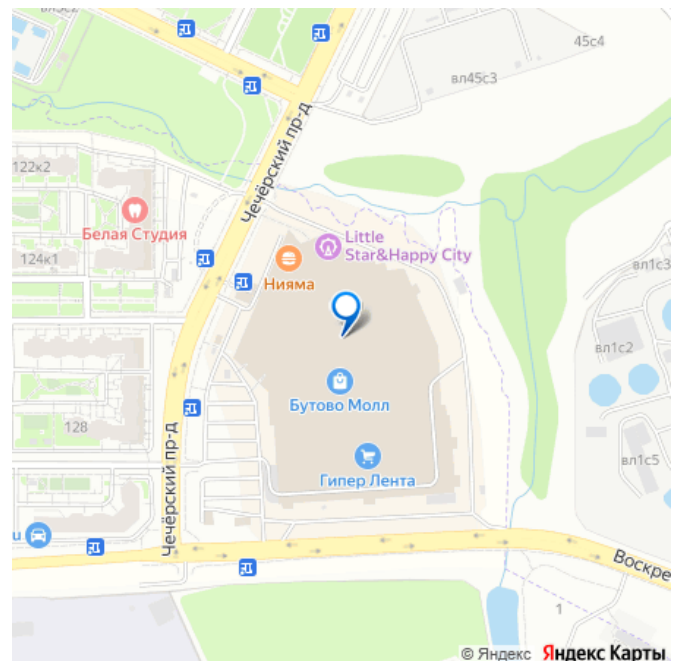 45с4
вл45с3
Чечёрский пр-д
122к2
Белая Студия
Little
Star&Happy City
124к1
Нияма
вл1с3
вл1с2
Бутово Молл
128
Чечёрский пр-д
Гипер Лента
вл1с5
u
Воскре
1
© Яндекс Яндекс Карты